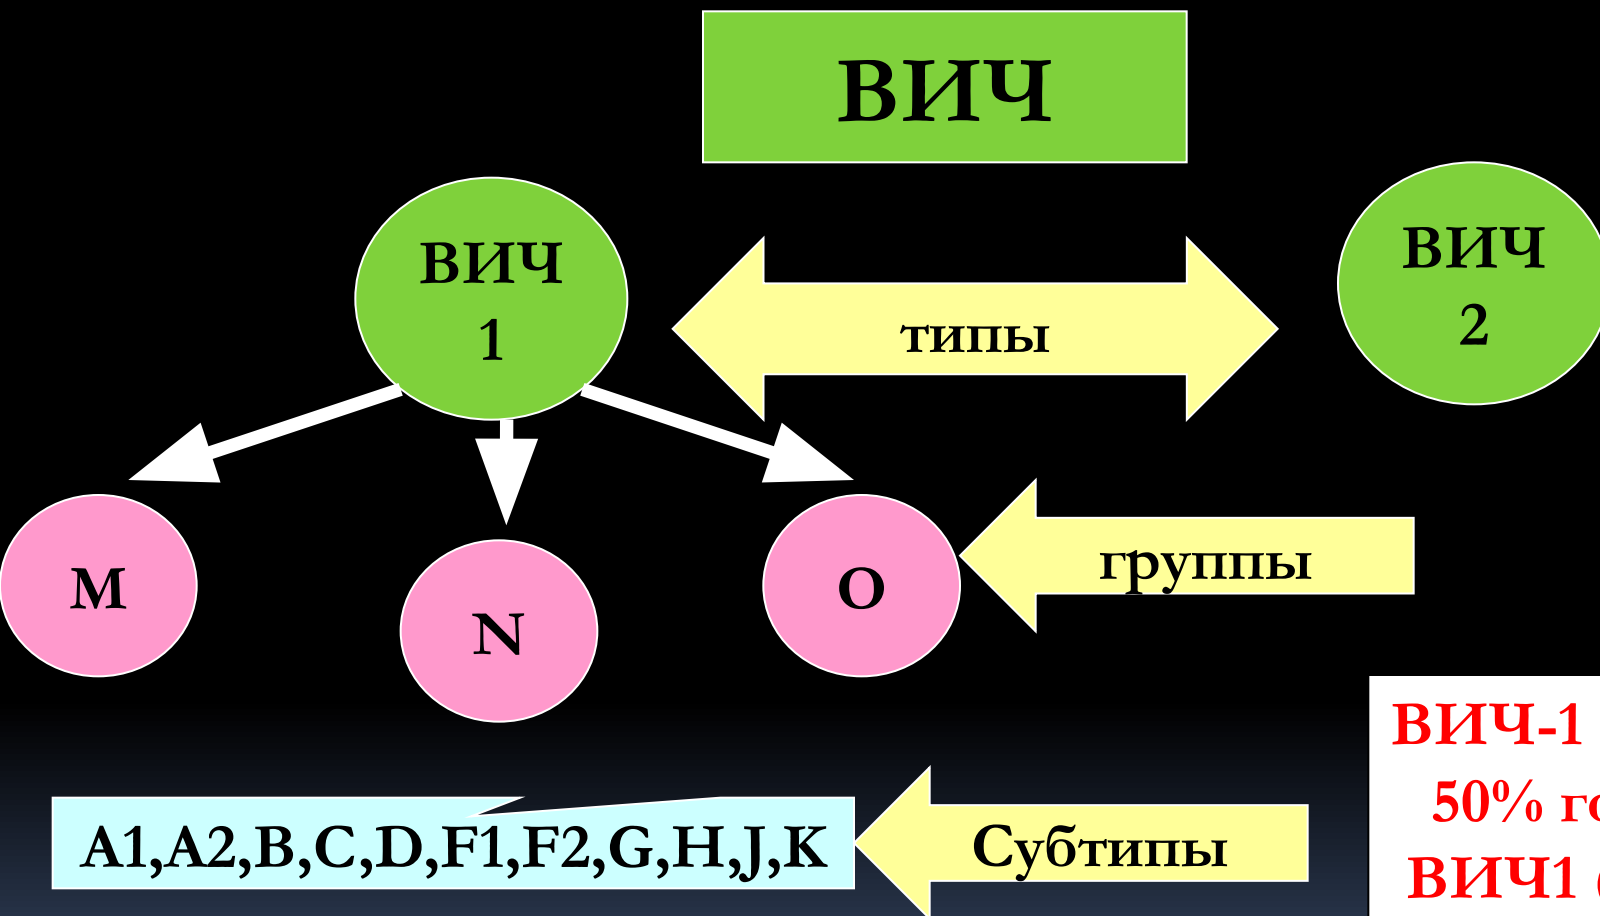 ВИЧ
ВИЧ
1
типы
ВИЧ
2
M
N
O
группы
A1,A2,B,C,D,F1,F2,G,H,J,K
Субтипы
ВИЧ-1
50%
ВИЧ1